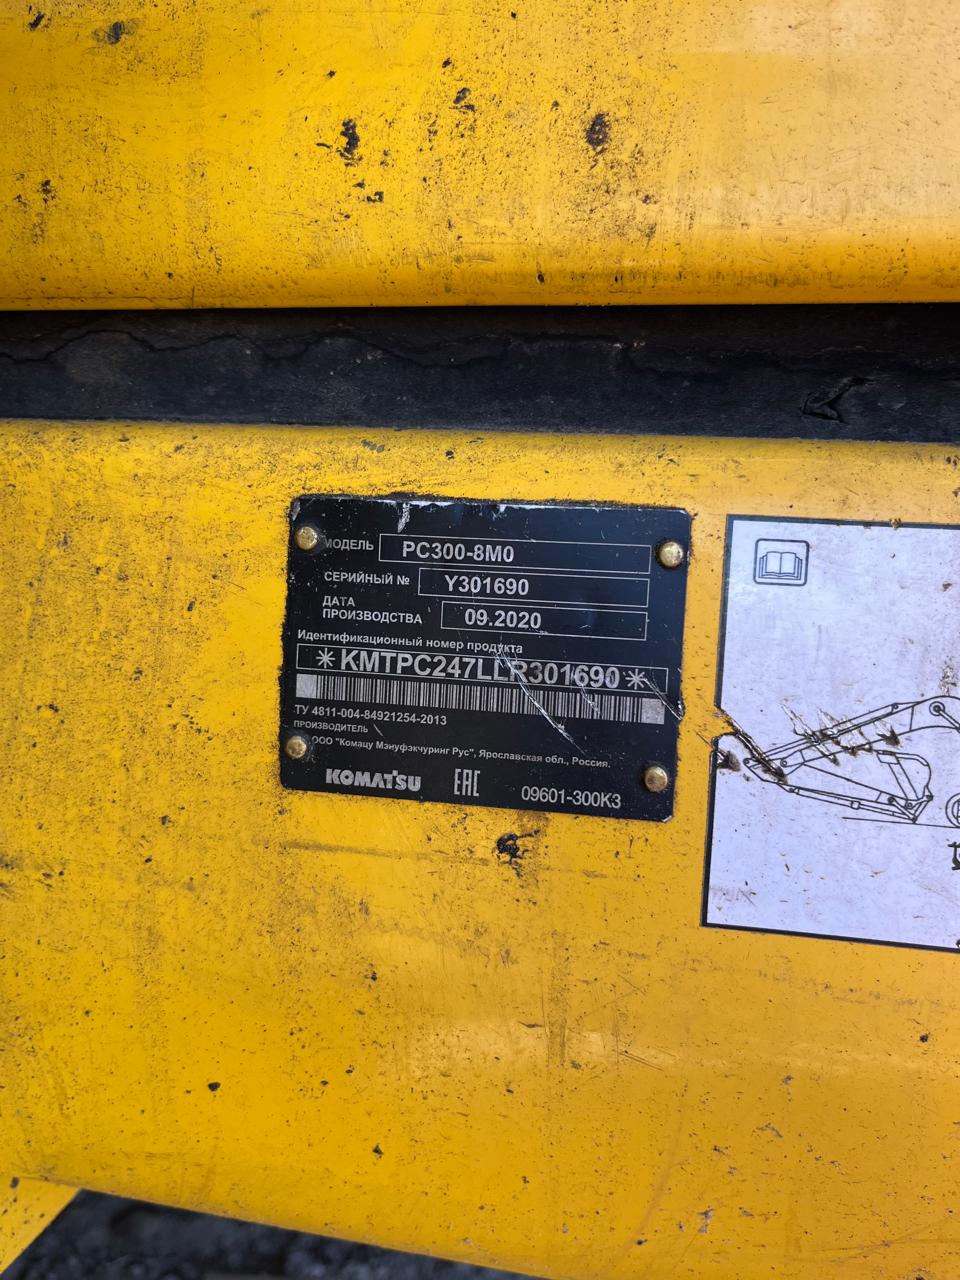 МОДЕЛЬ PC300-8M0
СЕРИЙНЫЙ № Y301690
ДАТА
ПРОИЗВОДСТВА 09.2020
Идентификационный номер продукта
✳KMTPC247LLR301690✳
ТУ 4811-004-84921254-2013
ПРОИЗВОДИТЕЛЬ
ООО "Комацу Мэнуфэкчуринг Рус", Ярославская обл., Россия.
KOMATSU EAC 09601-300K3